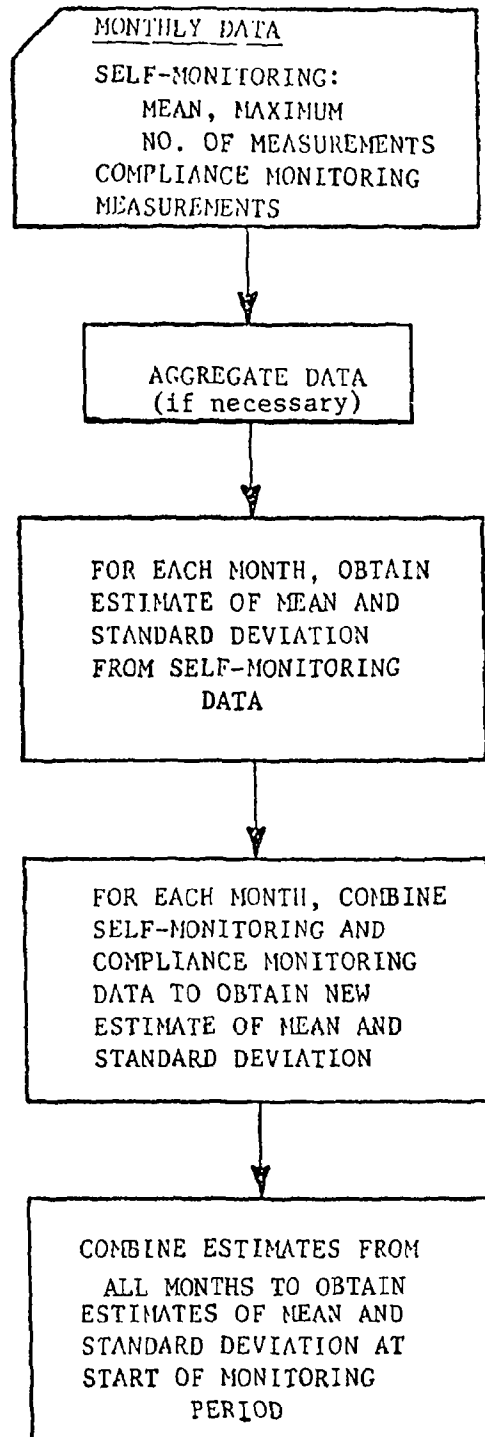 MONTHLY DATA
SELF-MONITORING:
MEAN, MAXIMUM
NO. OF MEASUREMENTS
COMPLIANCE MONITORING
MEASUREMENTS
AGGREGATE DATA
(if necessary)
FOR EACH MONTH, OBTAIN
ESTIMATE OF MEAN AND
STANDARD DEVIATION
FROM SELF-MONITORING
DATA
FOR EACH MONTH, COMBINE
SELF-MONITORING AND
COMPLIANCE MONITORING
DATA TO OBTAIN NEW
ESTIMATE OF MEAN AND
STANDARD DEVIATION
COMBINE ESTIMATES FROM
ALL MONTHS TO OBTAIN
ESTIMATES OF MEAN AND
STANDARD DEVIATION AT
START OF MONITORING
PERIOD